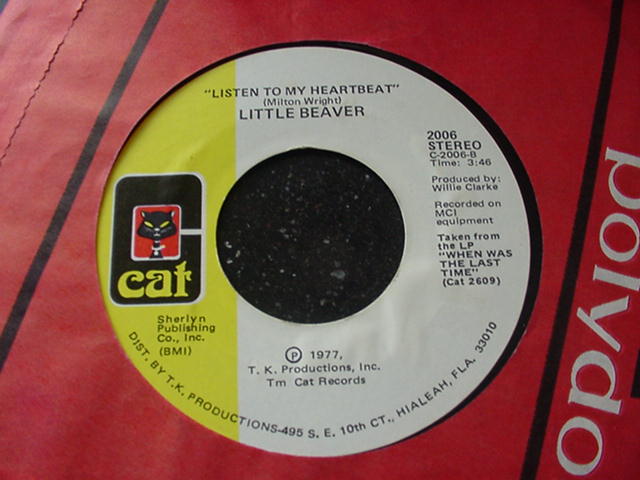 "LISTEN TO MY HEARTBEAT"
(Milton Wright)
LITTLE BEAVER
2006
STEREO
C-2006-B
Time: 3:46
Produced by:
Willie Clarke
Recorded on
MCI
equipment
Taken from
the LP
"WHEN WAS
THE LAST
TIME"
(Cat 2609)
cat
Sherlyn
Publishing
Co., Inc.
(BMI)
℗ 1977,
T. K. Productions, Inc.
Tm Cat Records
DIST. BY T.K. PRODUCTIONS-495 S. E. 10th CT., HIALEAH, FLA. 33010
polydo